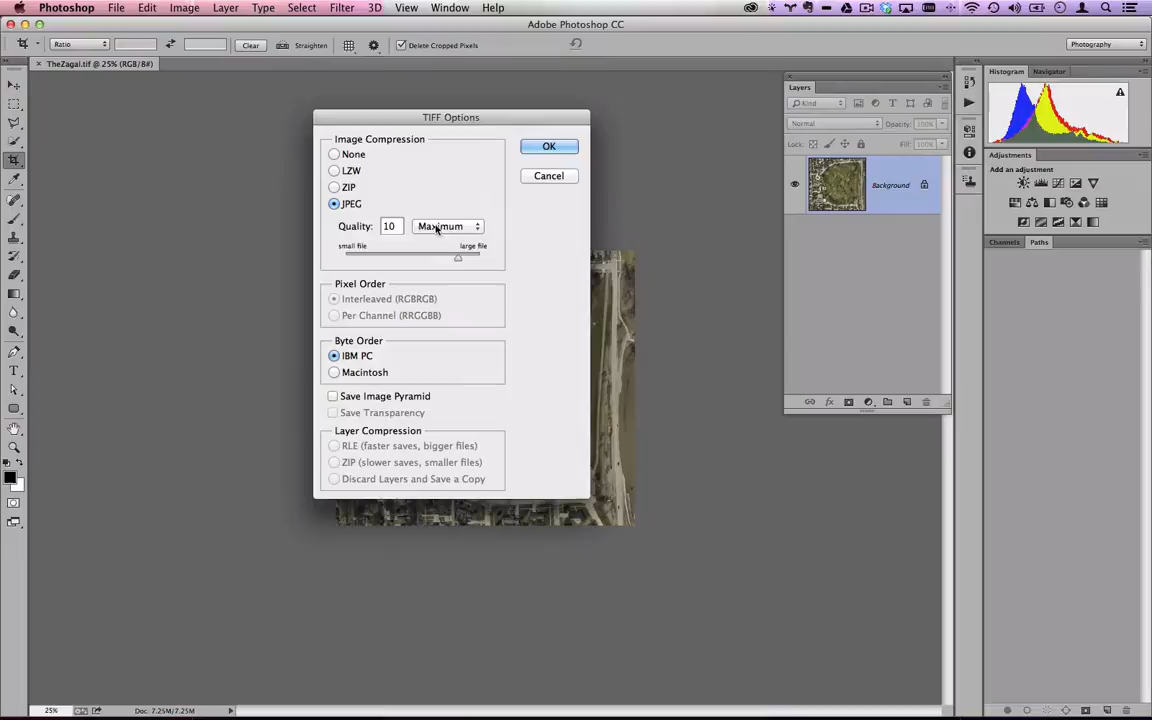 Photoshop File Edit Image Layer Type Select Filter 3D View Window Help
Adobe Photoshop CC
Ratio Clear Straighten Delete Cropped Pixels Photography
TheZagal.tif @ 25% (RGB/8#)
TIFF Options
Image Compression
None
LZW
ZIP
JPEG
Quality: 10 Maximum
small file large file
OK
Cancel
Pixel Order
Interleaved (RGBRGB)
Per Channel (RRGGBB)
Byte Order
IBM PC
Macintosh
Save Image Pyramid
Save Transparency
Layer Compression
RLE (faster saves, bigger files)
ZIP (slower saves, smaller files)
Discard Layers and Save a Copy
Layers
Kind
Normal Opacity: 100%
Lock: Fill: 100%
Background
Histogram Navigator
Adjustments
Add an adjustment
Channels Paths
25% Doc: 7.25M/7.25M